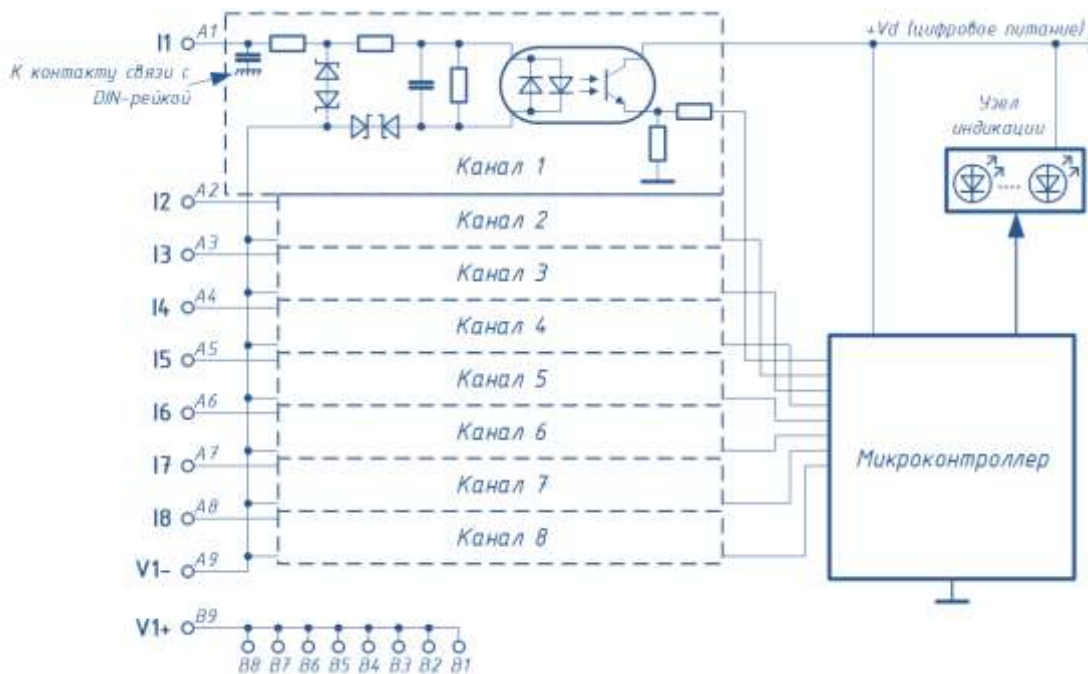 I1 A1
+Vd (цифровое питание)
К контакту связи с
DIN-рейкой
Узел
индикации
Канал 1
I2 A2
Канал 2
I3 A3
Канал 3
I4 A4
Канал 4
I5 A5
Канал 5
I6 A6
Канал 6
I7 A7
Канал 7
I8 A8
Канал 8
Микроконтроллер
V1- A9
V1+ B9
B8 B7 B6 B5 B4 B3 B2 B1